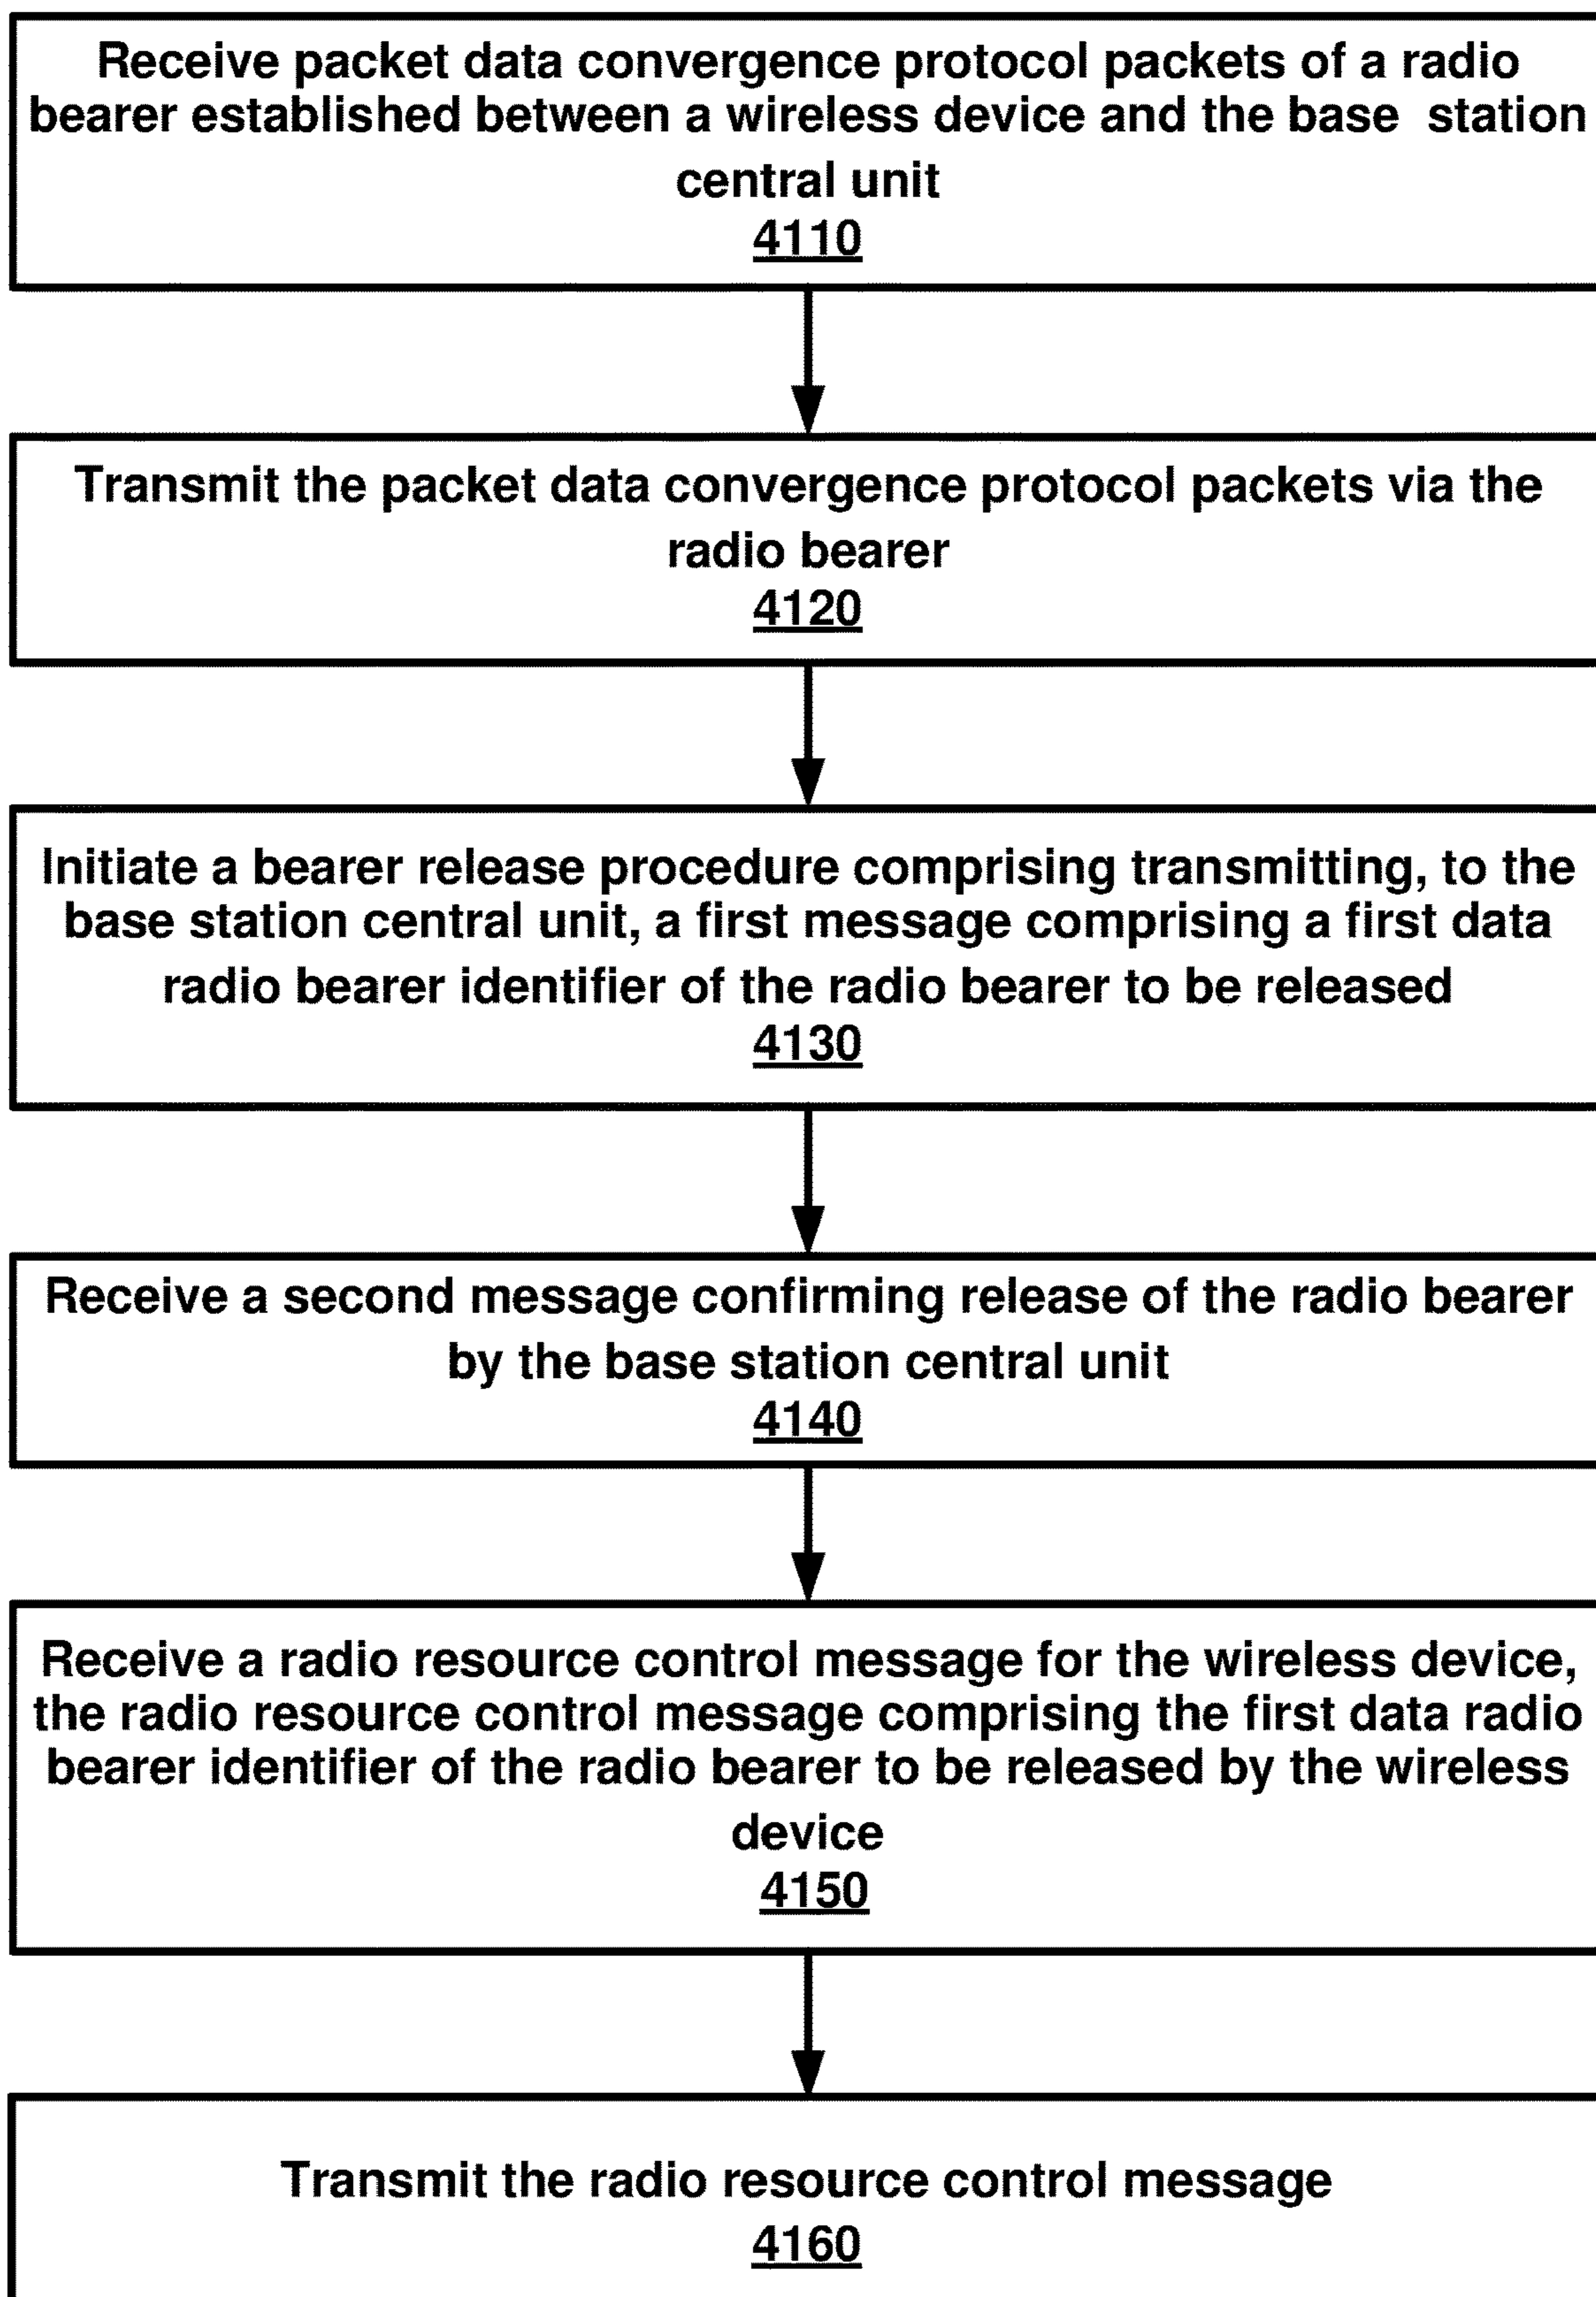 Receive packet data convergence protocol packets of a radio
bearer established between a wireless device and the base station
central unit
4110
Transmit the packet data convergence protocol packets via the
radio bearer
4120
Initiate a bearer release procedure comprising transmitting, to the
base station central unit, a first message comprising a first data
radio bearer identifier of the radio bearer to be released
4130
Receive a second message confirming release of the radio bearer
by the base station central unit
4140
Receive a radio resource control message for the wireless device,
the radio resource control message comprising the first data radio
bearer identifier of the radio bearer to be released by the wireless
device
4150
Transmit the radio resource control message
4160